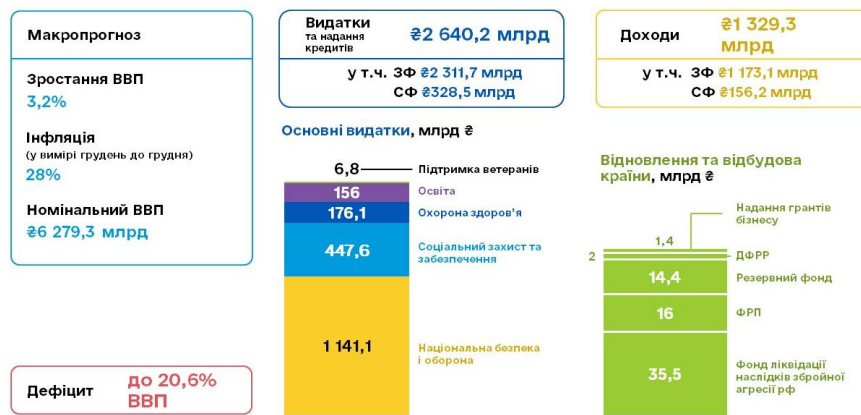 Макропрогноз
Зростання ВВП
3,2%
Інфляція
(у вимірі грудень до грудня)
28%
Номінальний ВВП
₴6 279,3 млрд
Дефіцит
до 20,6%
ВВП
Видатки
та надання
кредитів
₴2 640,2 млрд
у т.ч. ЗФ ₴2 311,7 млрд
СФ ₴328,5 млрд
Основні видатки, млрд ₴
6,8 Підтримка ветеранів
156 Освіта
176,1 Охорона здоров’я
447,6 Соціальний захист та
забезпечення
1 141,1 Національна безпека
і оборона
Доходи
₴1 329,3
млрд
у т.ч. ЗФ ₴1 173,1 млрд
СФ ₴156,2 млрд
Відновлення та відбудова
країни, млрд ₴
Надання грантів
бізнесу
1,4
2 ДФРР
14,4 Резервний фонд
16 ФРП
35,5 Фонд ліквідації
наслідків збройної
агресії рф